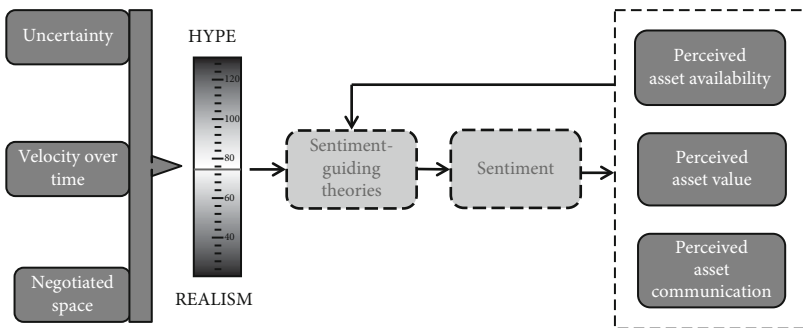 Uncertainty
Velocity over
time
Negotiated
space
HYPE
120
100
80
60
40
REALISM
Sentiment-
guiding
theories
Sentiment
Perceived
asset availability
Perceived
asset value
Perceived
asset
communication